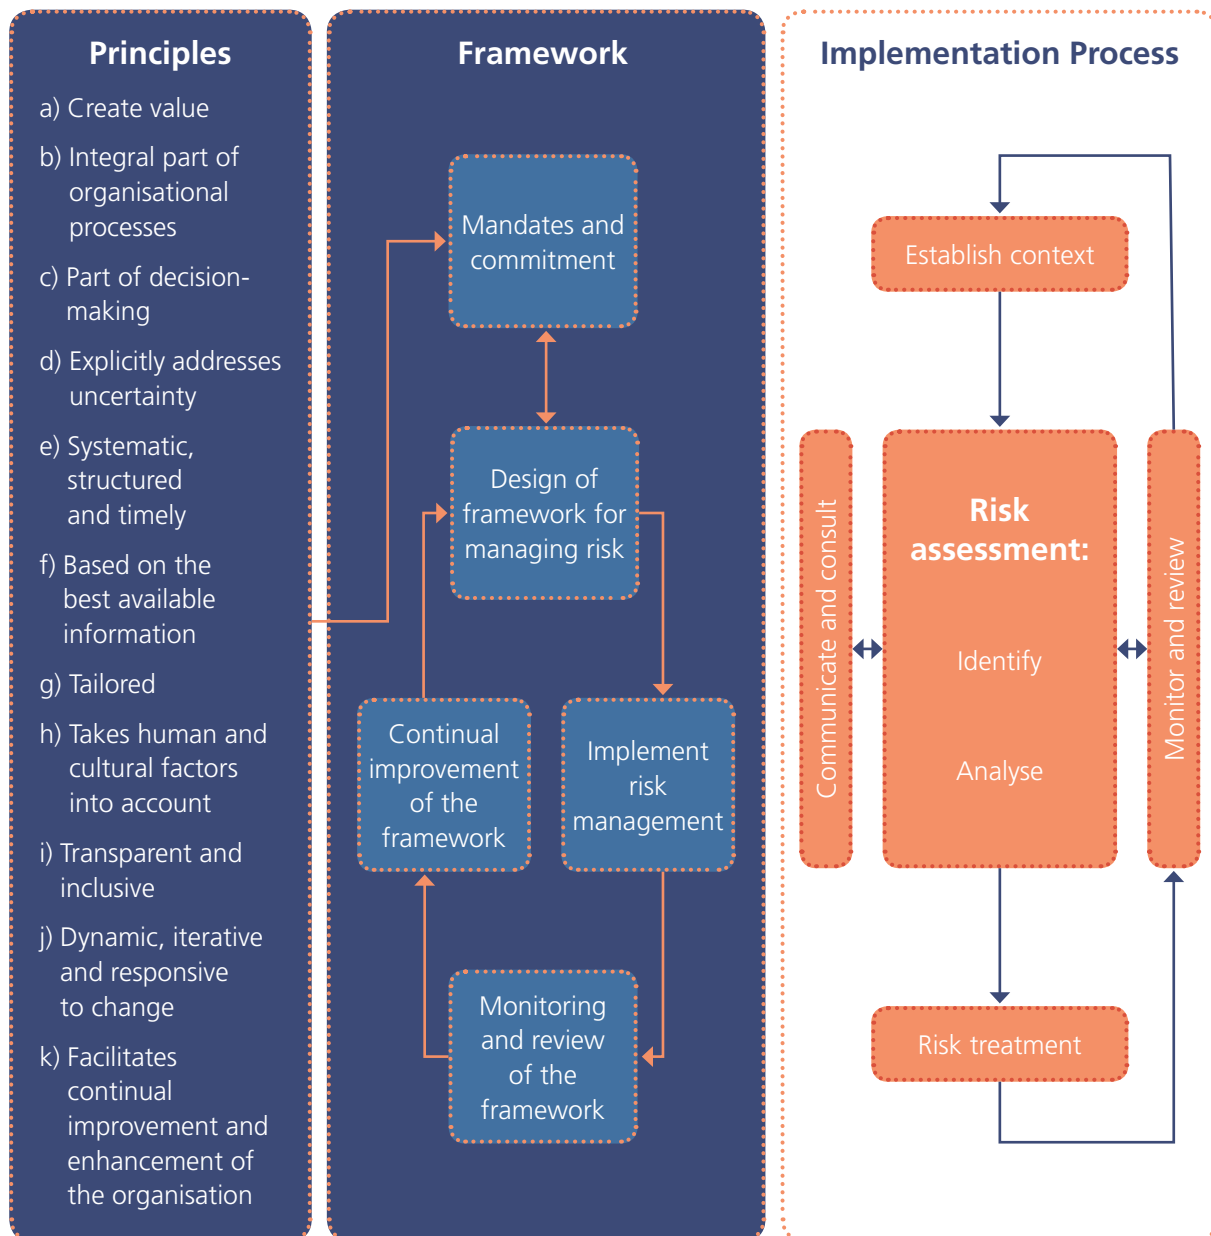 Principles
a) Create value
b) Integral part of
organisational
processes
c) Part of decision-
making
d) Explicitly addresses
uncertainty
e) Systematic,
structured
and timely
f) Based on the
best available
information
g) Tailored
h) Takes human and
cultural factors
into account
i) Transparent and
inclusive
j) Dynamic, iterative
and responsive
to change
k) Facilitates
continual
improvement and
enhancement of
the organisation
Framework
Mandates and
commitment
Design of
framework for
managing risk
Continual
improvement
of the
framework
Implement
risk
management
Monitoring
and review
of the
framework
Implementation Process
Establish context
Communicate and consult
Risk
assessment:
Identify
Analyse
Monitor and review
Risk treatment